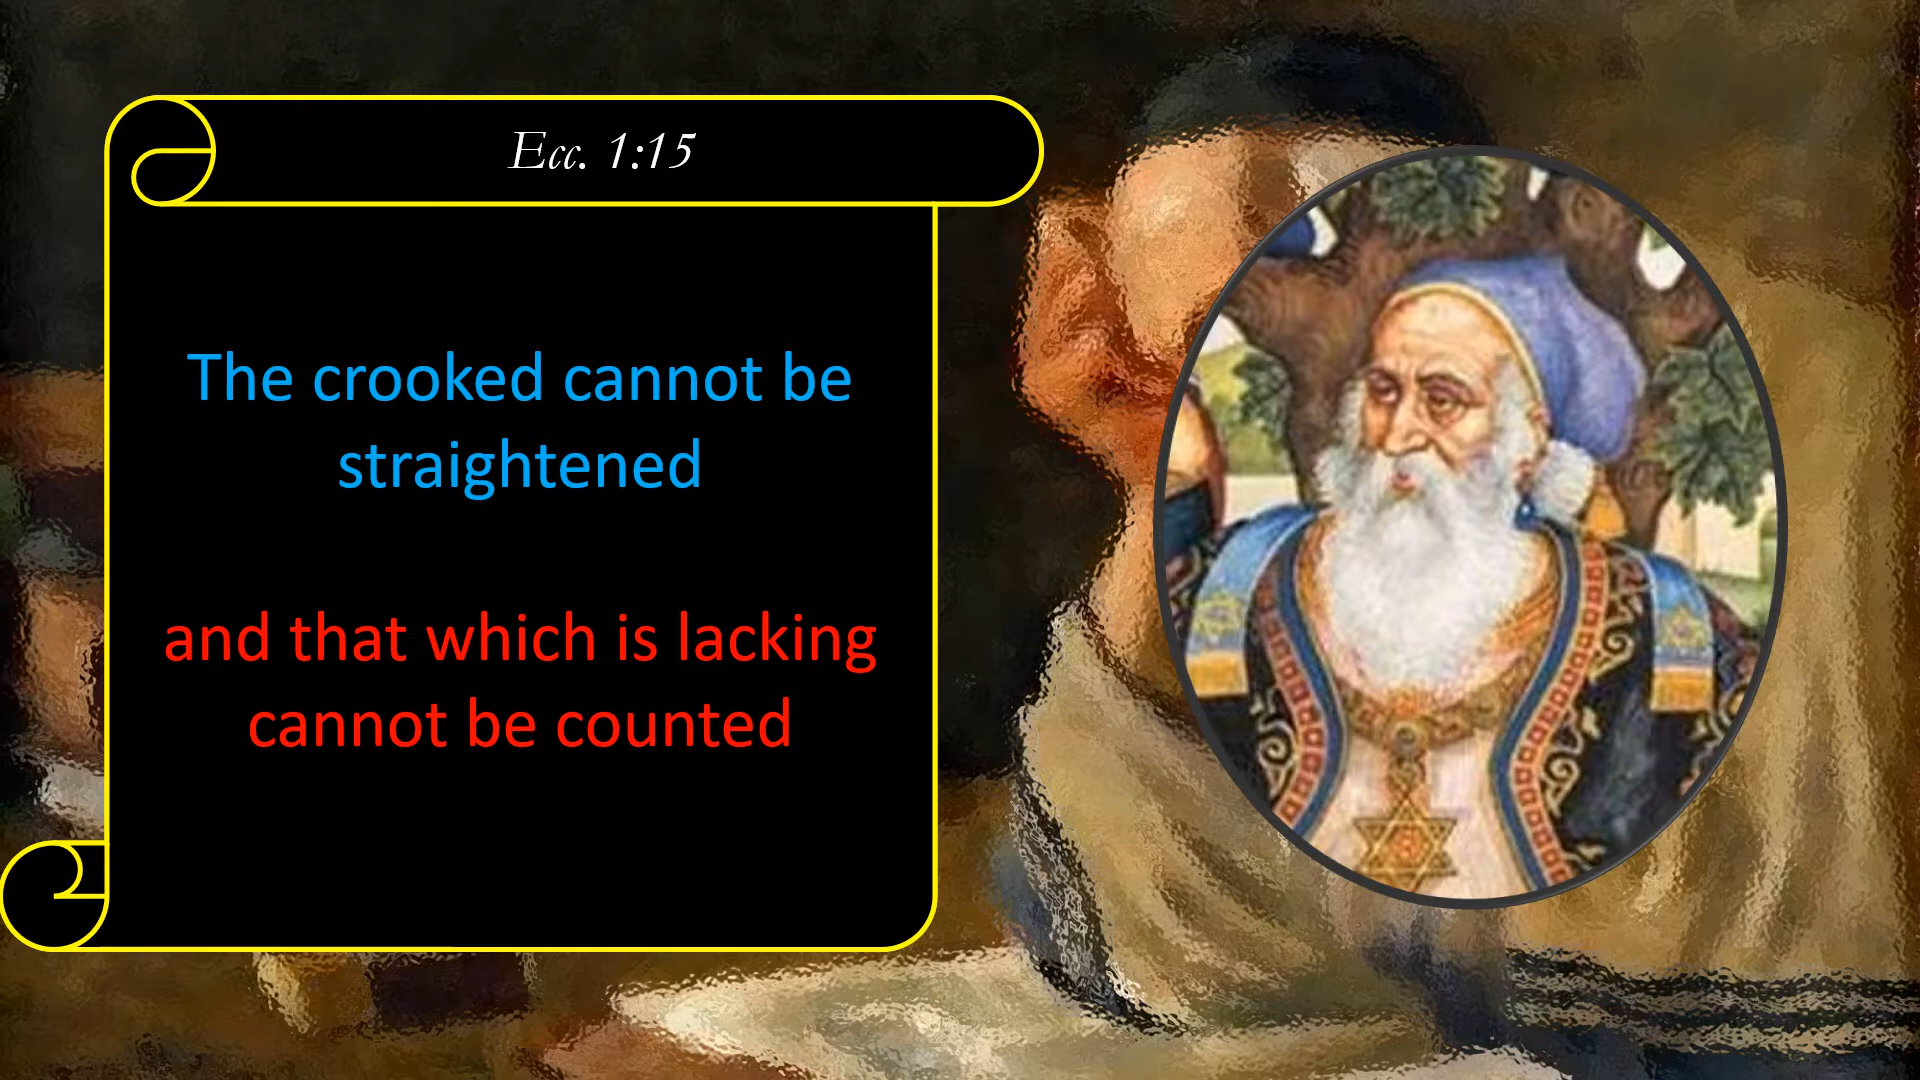 Ecc. 1:15
The crooked cannot be
straightened
and that which is lacking
cannot be counted